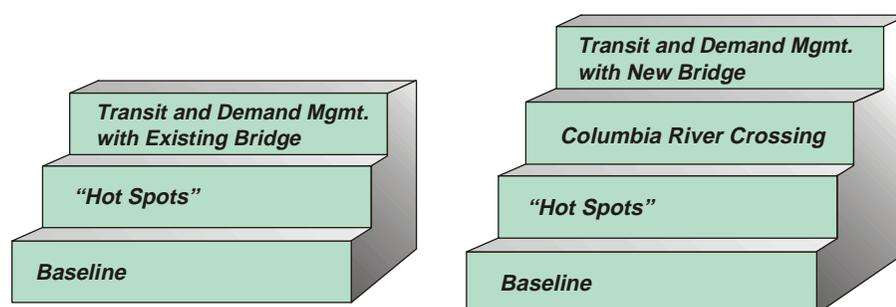 Transit and Demand Mgmt.
with Existing Bridge
“Hot Spots”
Baseline
Transit and Demand Mgmt.
with New Bridge
Columbia River Crossing
“Hot Spots”
Baseline